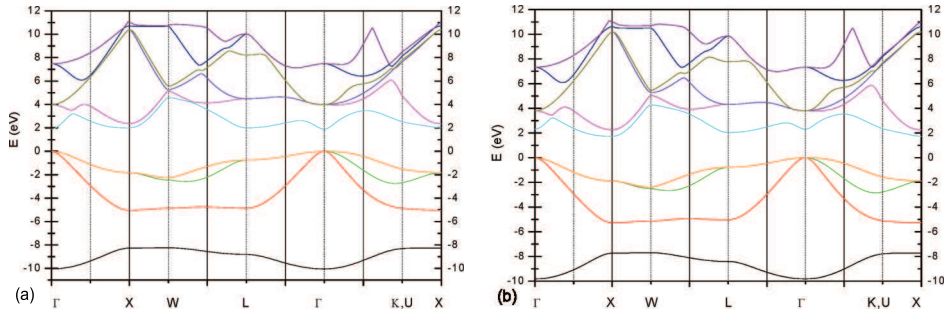 12 12 12 12
10 10 10 10
8 8 8 8
6 6 6 6
4 4 4 4
2 2 2 2
0 0 0 0
-2 -2 -2 -2
-4 -4 -4 -4
-6 -6 -6 -6
-8 -8 -8 -8
-10 -10 -10 -10
E (eV) E (eV)
(a) Γ X W L Γ K,U X
(b) Γ X W L Γ K,U X